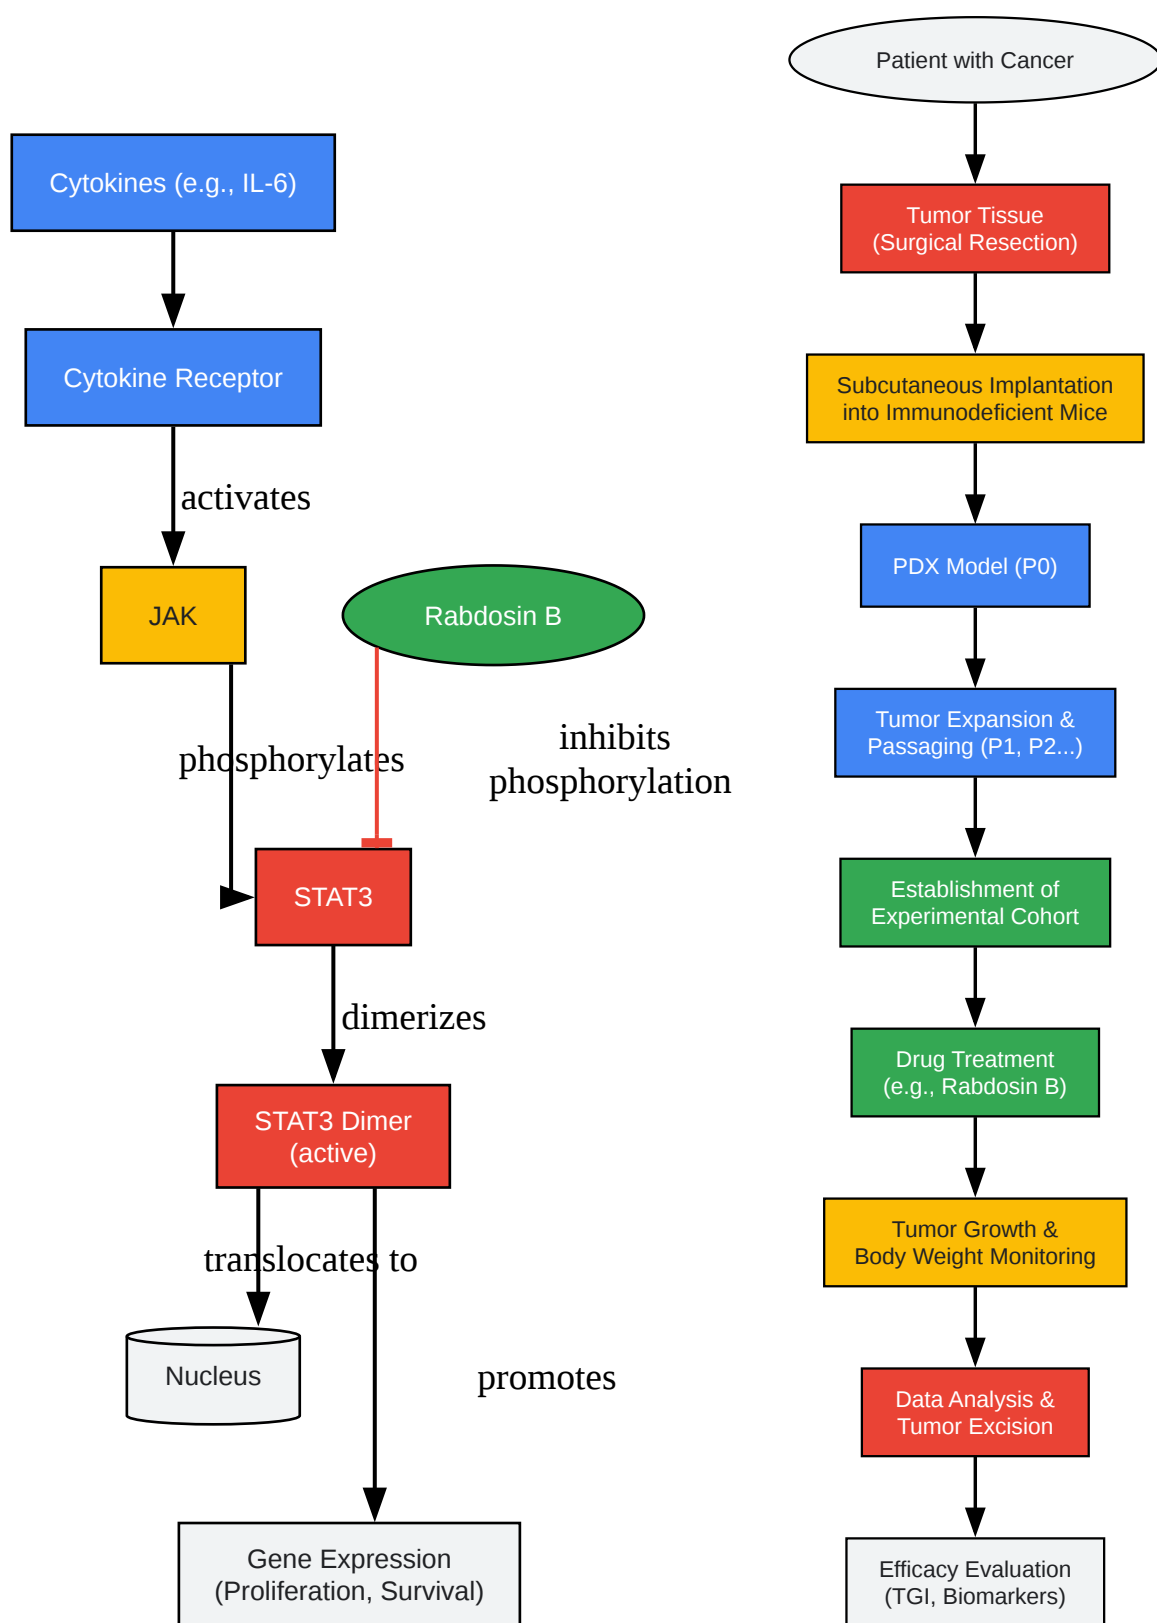 Cytokines (e.g., IL-6)
Cytokine Receptor
activates
JAK
Rabdosin B
phosphorylates
inhibits
phosphorylation
STAT3
dimerizes
STAT3 Dimer
(active)
translocates to
Nucleus
promotes
Gene Expression
(Proliferation, Survival)
Patient with Cancer
Tumor Tissue
(Surgical Resection)
Subcutaneous Implantation
into Immunodeficient Mice
PDX Model (P0)
Tumor Expansion &
Passaging (P1, P2...)
Establishment of
Experimental Cohort
Drug Treatment
(e.g., Rabdosin B)
Tumor Growth &
Body Weight Monitoring
Data Analysis &
Tumor Excision
Efficacy Evaluation
(TGI, Biomarkers)